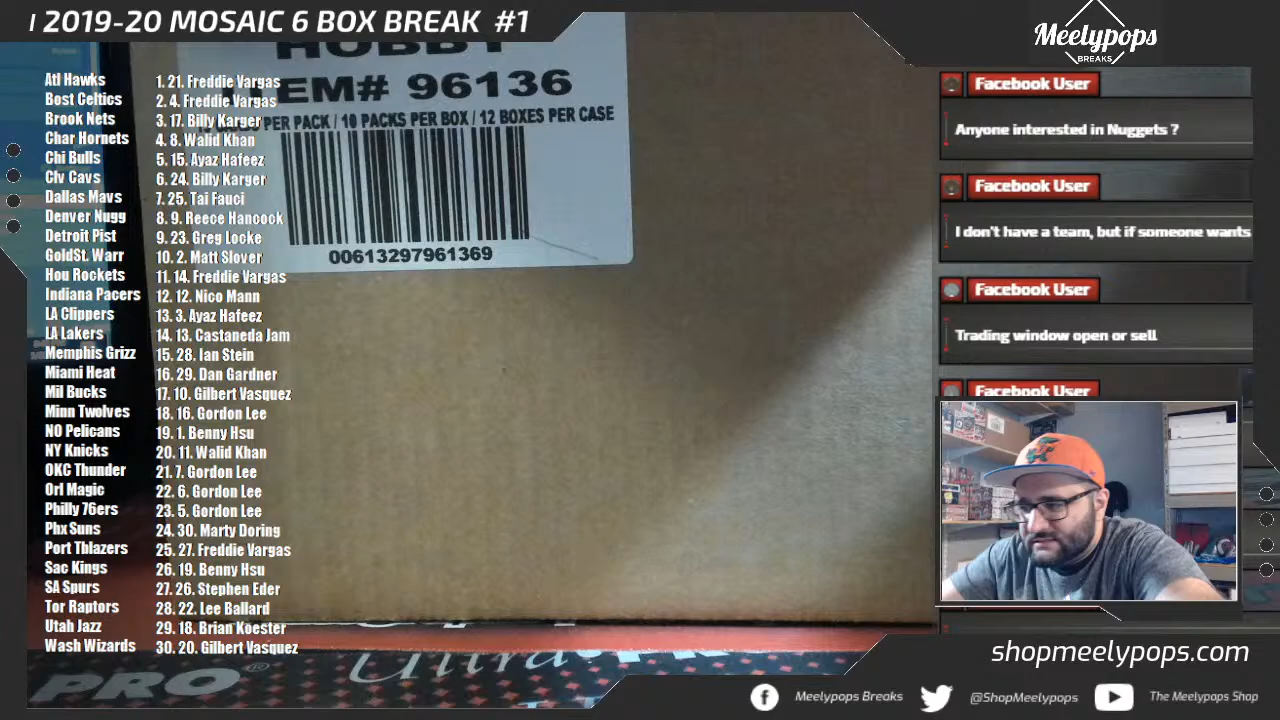 2019-20 MOSAIC 6 BOX BREAK #1
Meelypops
BREAKS
HOBBY
EM# 96136
PER PACK / 10 PACKS PER BOX / 12 BOXES PER CASE
00613297961369
Atl Hawks 1. 21. Freddie Vargas
Bost Celtics 2. 4. Freddie Vargas
Brook Nets 3. 17. Billy Karger
Char Hornets 4. 8. Walid Khan
Chi Bulls 5. 15. Ayaz Hafeez
Clv Cavs 6. 24. Billy Karger
Dallas Mavs 7. 25. Tai Fauci
Denver Nugg 8. 9. Reece Hancock
Detroit Pist 9. 23. Greg Locke
GoldSt. Warr 10. 2. Matt Slover
Hou Rockets 11. 14. Freddie Vargas
Indiana Pacers 12. 12. Nico Mann
LA Clippers 13. 3. Ayaz Hafeez
LA Lakers 14. 13. Castaneda Jam
Memphis Grizz 15. 28. Ian Stein
Miami Heat 16. 29. Dan Gardner
Mil Bucks 17. 10. Gilbert Vasquez
Minn Twolves 18. 16. Gordon Lee
NO Pelicans 19. 1. Benny Hsu
NY Knicks 20. 11. Walid Khan
OKC Thunder 21. 7. Gordon Lee
Orl Magic 22. 6. Gordon Lee
Philly 76ers 23. 5. Gordon Lee
Phx Suns 24. 30. Marty Doring
Port Tblazers 25. 27. Freddie Vargas
Sac Kings 26. 19. Benny Hsu
SA Spurs 27. 26. Stephen Eder
Tor Raptors 28. 22. Lee Ballard
Utah Jazz 29. 18. Brian Koester
Wash Wizards 30. 20. Gilbert Vasquez
Facebook User
Anyone interested in Nuggets ?
Facebook User
I don't have a team, but if someone wants
Facebook User
Trading window open or sell
Facebook User
PRO® Ultra PRO
shopmeelypops.com
Meelypops Breaks @ShopMeelypops The Meelypops Shop